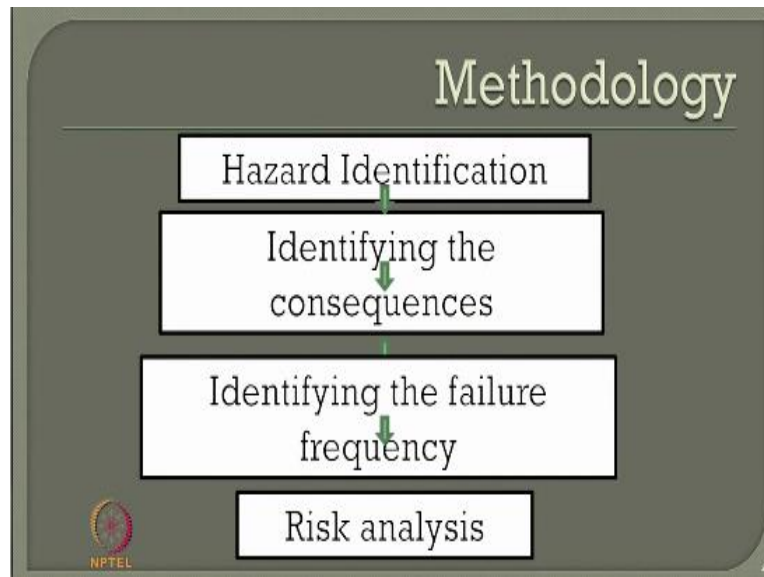 Methodology
Hazard Identification
Identifying the
consequences
Identifying the failure
frequency
Risk analysis
NPTEL